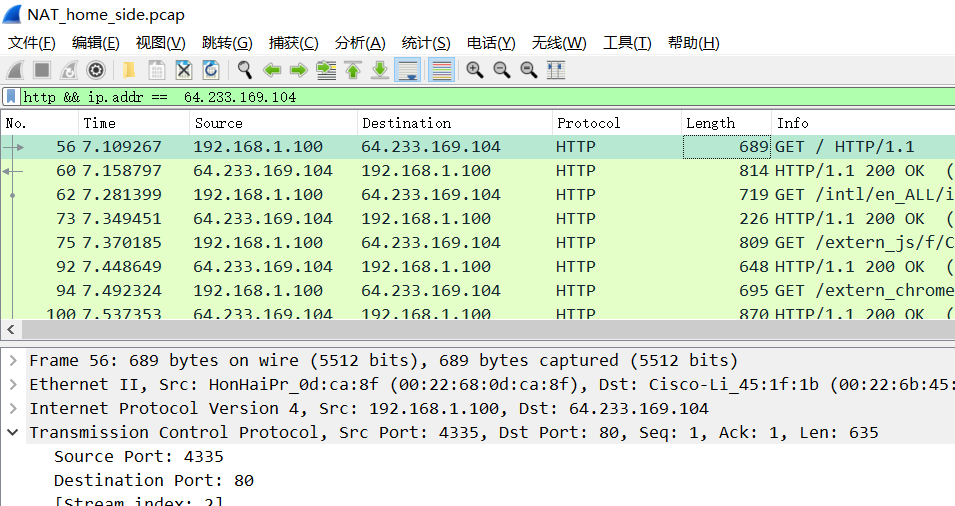 NAT_home_side.pcap
文件(F) 编辑(E) 视图(V) 跳转(G) 捕获(C) 分析(A) 统计(S) 电话(Y) 无线(W) 工具(T) 帮助(H)
http && ip.addr == 64.233.169.104
No. Time Source Destination Protocol Length Info
56 7.109267 192.168.1.100 64.233.169.104 HTTP 689 GET / HTTP/1.1
60 7.158797 64.233.169.104 192.168.1.100 HTTP 814 HTTP/1.1 200 OK (
62 7.281399 192.168.1.100 64.233.169.104 HTTP 719 GET /intl/en_ALL/i
73 7.349451 64.233.169.104 192.168.1.100 HTTP 226 HTTP/1.1 200 OK (
75 7.370185 192.168.1.100 64.233.169.104 HTTP 809 GET /extern_js/f/C
92 7.448649 64.233.169.104 192.168.1.100 HTTP 648 HTTP/1.1 200 OK (
94 7.492324 192.168.1.100 64.233.169.104 HTTP 695 GET /extern_chrome
100 7.537353 64.233.169.104 192.168.1.100 HTTP 870 HTTP/1.1 200 OK (
Frame 56: 689 bytes on wire (5512 bits), 689 bytes captured (5512 bits)
Ethernet II, Src: HonHaiPr_0d:ca:8f (00:22:68:0d:ca:8f), Dst: Cisco-Li_45:1f:1b (00:22:6b:45:
Internet Protocol Version 4, Src: 192.168.1.100, Dst: 64.233.169.104
Transmission Control Protocol, Src Port: 4335, Dst Port: 80, Seq: 1, Ack: 1, Len: 635
Source Port: 4335
Destination Port: 80
[Stream index: 2]